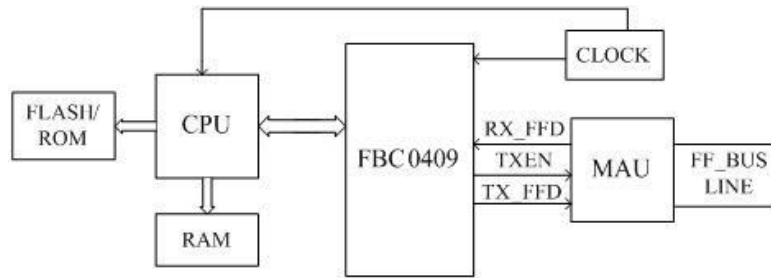 CLOCK
FLASH/
ROM
CPU
FBC0409
RX_FFD
TXEN
TX_FFD
MAU
FF_BUS
LINE
RAM